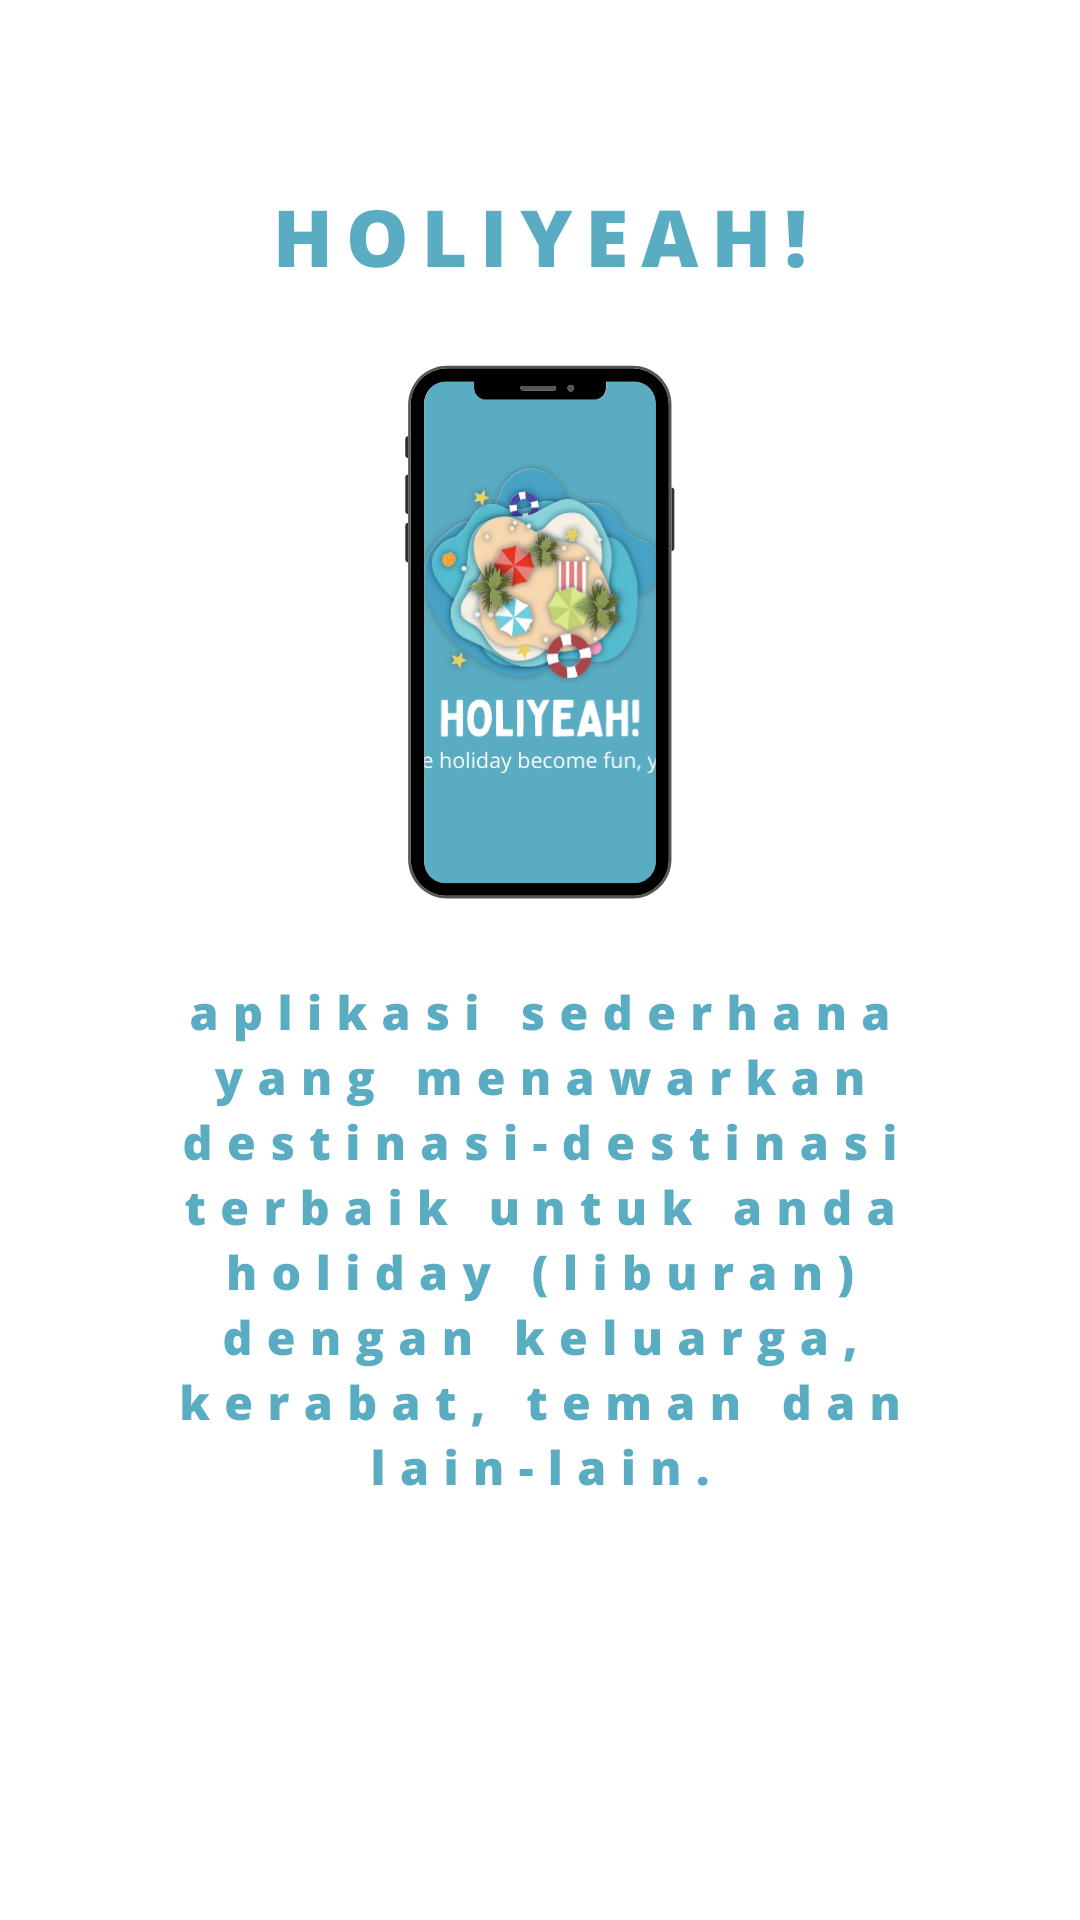 HOLIYEAH!
HOLIYEAH!
e holiday become fun, y
aplikasi sederhana
yang menawarkan
destinasi-destinasi
terbaik untuk anda
holiday (liburan)
dengan keluarga,
kerabat, teman dan
lain-lain.